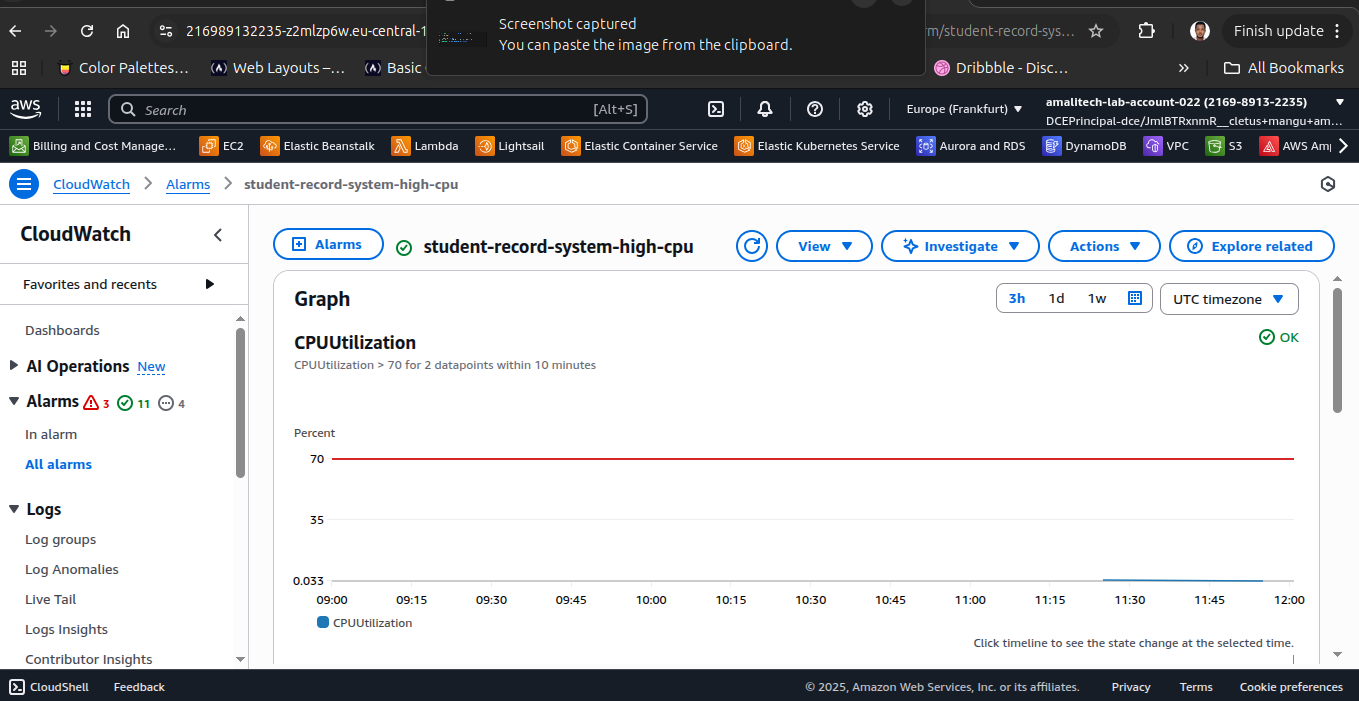 Screenshot captured
You can paste the image from the clipboard.
216989132235-z2mlzp6w.eu-central-1
/student-record-sys...
Finish update
Color Palettes...
Web Layouts –...
Basic
Dribbble - Disc...
All Bookmarks
aws
Search
[Alt+S]
Europe (Frankfurt)
amalitech-lab-account-022 (2169-8913-2235)
DCEPrincipal-dce/JmlBTRxnmR__cletus+mangu+am...
Billing and Cost Manage...
EC2
Elastic Beanstalk
Lambda
Lightsail
Elastic Container Service
Elastic Kubernetes Service
Aurora and RDS
DynamoDB
VPC
S3
AWS Am
CloudWatch
Alarms
student-record-system-high-cpu
CloudWatch
Favorites and recents
Dashboards
AI Operations New
Alarms 3 11 4
In alarm
All alarms
Logs
Log groups
Log Anomalies
Live Tail
Logs Insights
Contributor Insights
Alarms
student-record-system-high-cpu
View
Investigate
Actions
Explore related
Graph
3h
1d
1w
UTC timezone
CPUUtilization
OK
CPUUtilization > 70 for 2 datapoints within 10 minutes
Percent
70
35
0.033
09:00 09:15 09:30 09:45 10:00 10:15 10:30 10:45 11:00 11:15 11:30 11:45 12:00
CPUUtilization
Click timeline to see the state change at the selected time.
CloudShell
Feedback
© 2025, Amazon Web Services, Inc. or its affiliates.
Privacy
Terms
Cookie preferences